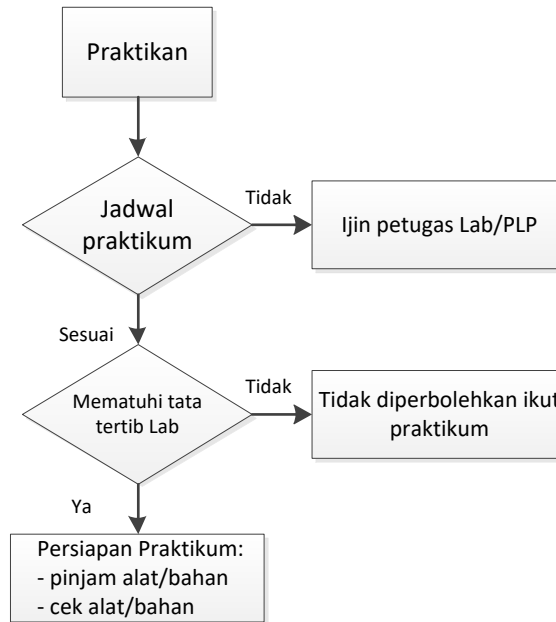 Praktikan
Jadwal
praktikum
Tidak
Ijin petugas Lab/PLP
Sesuai
Mematuhi tata
tertib Lab
Tidak
Tidak diperbolehkan ikut
praktikum
Ya
Persiapan Praktikum:
- pinjam alat/bahan
- cek alat/bahan